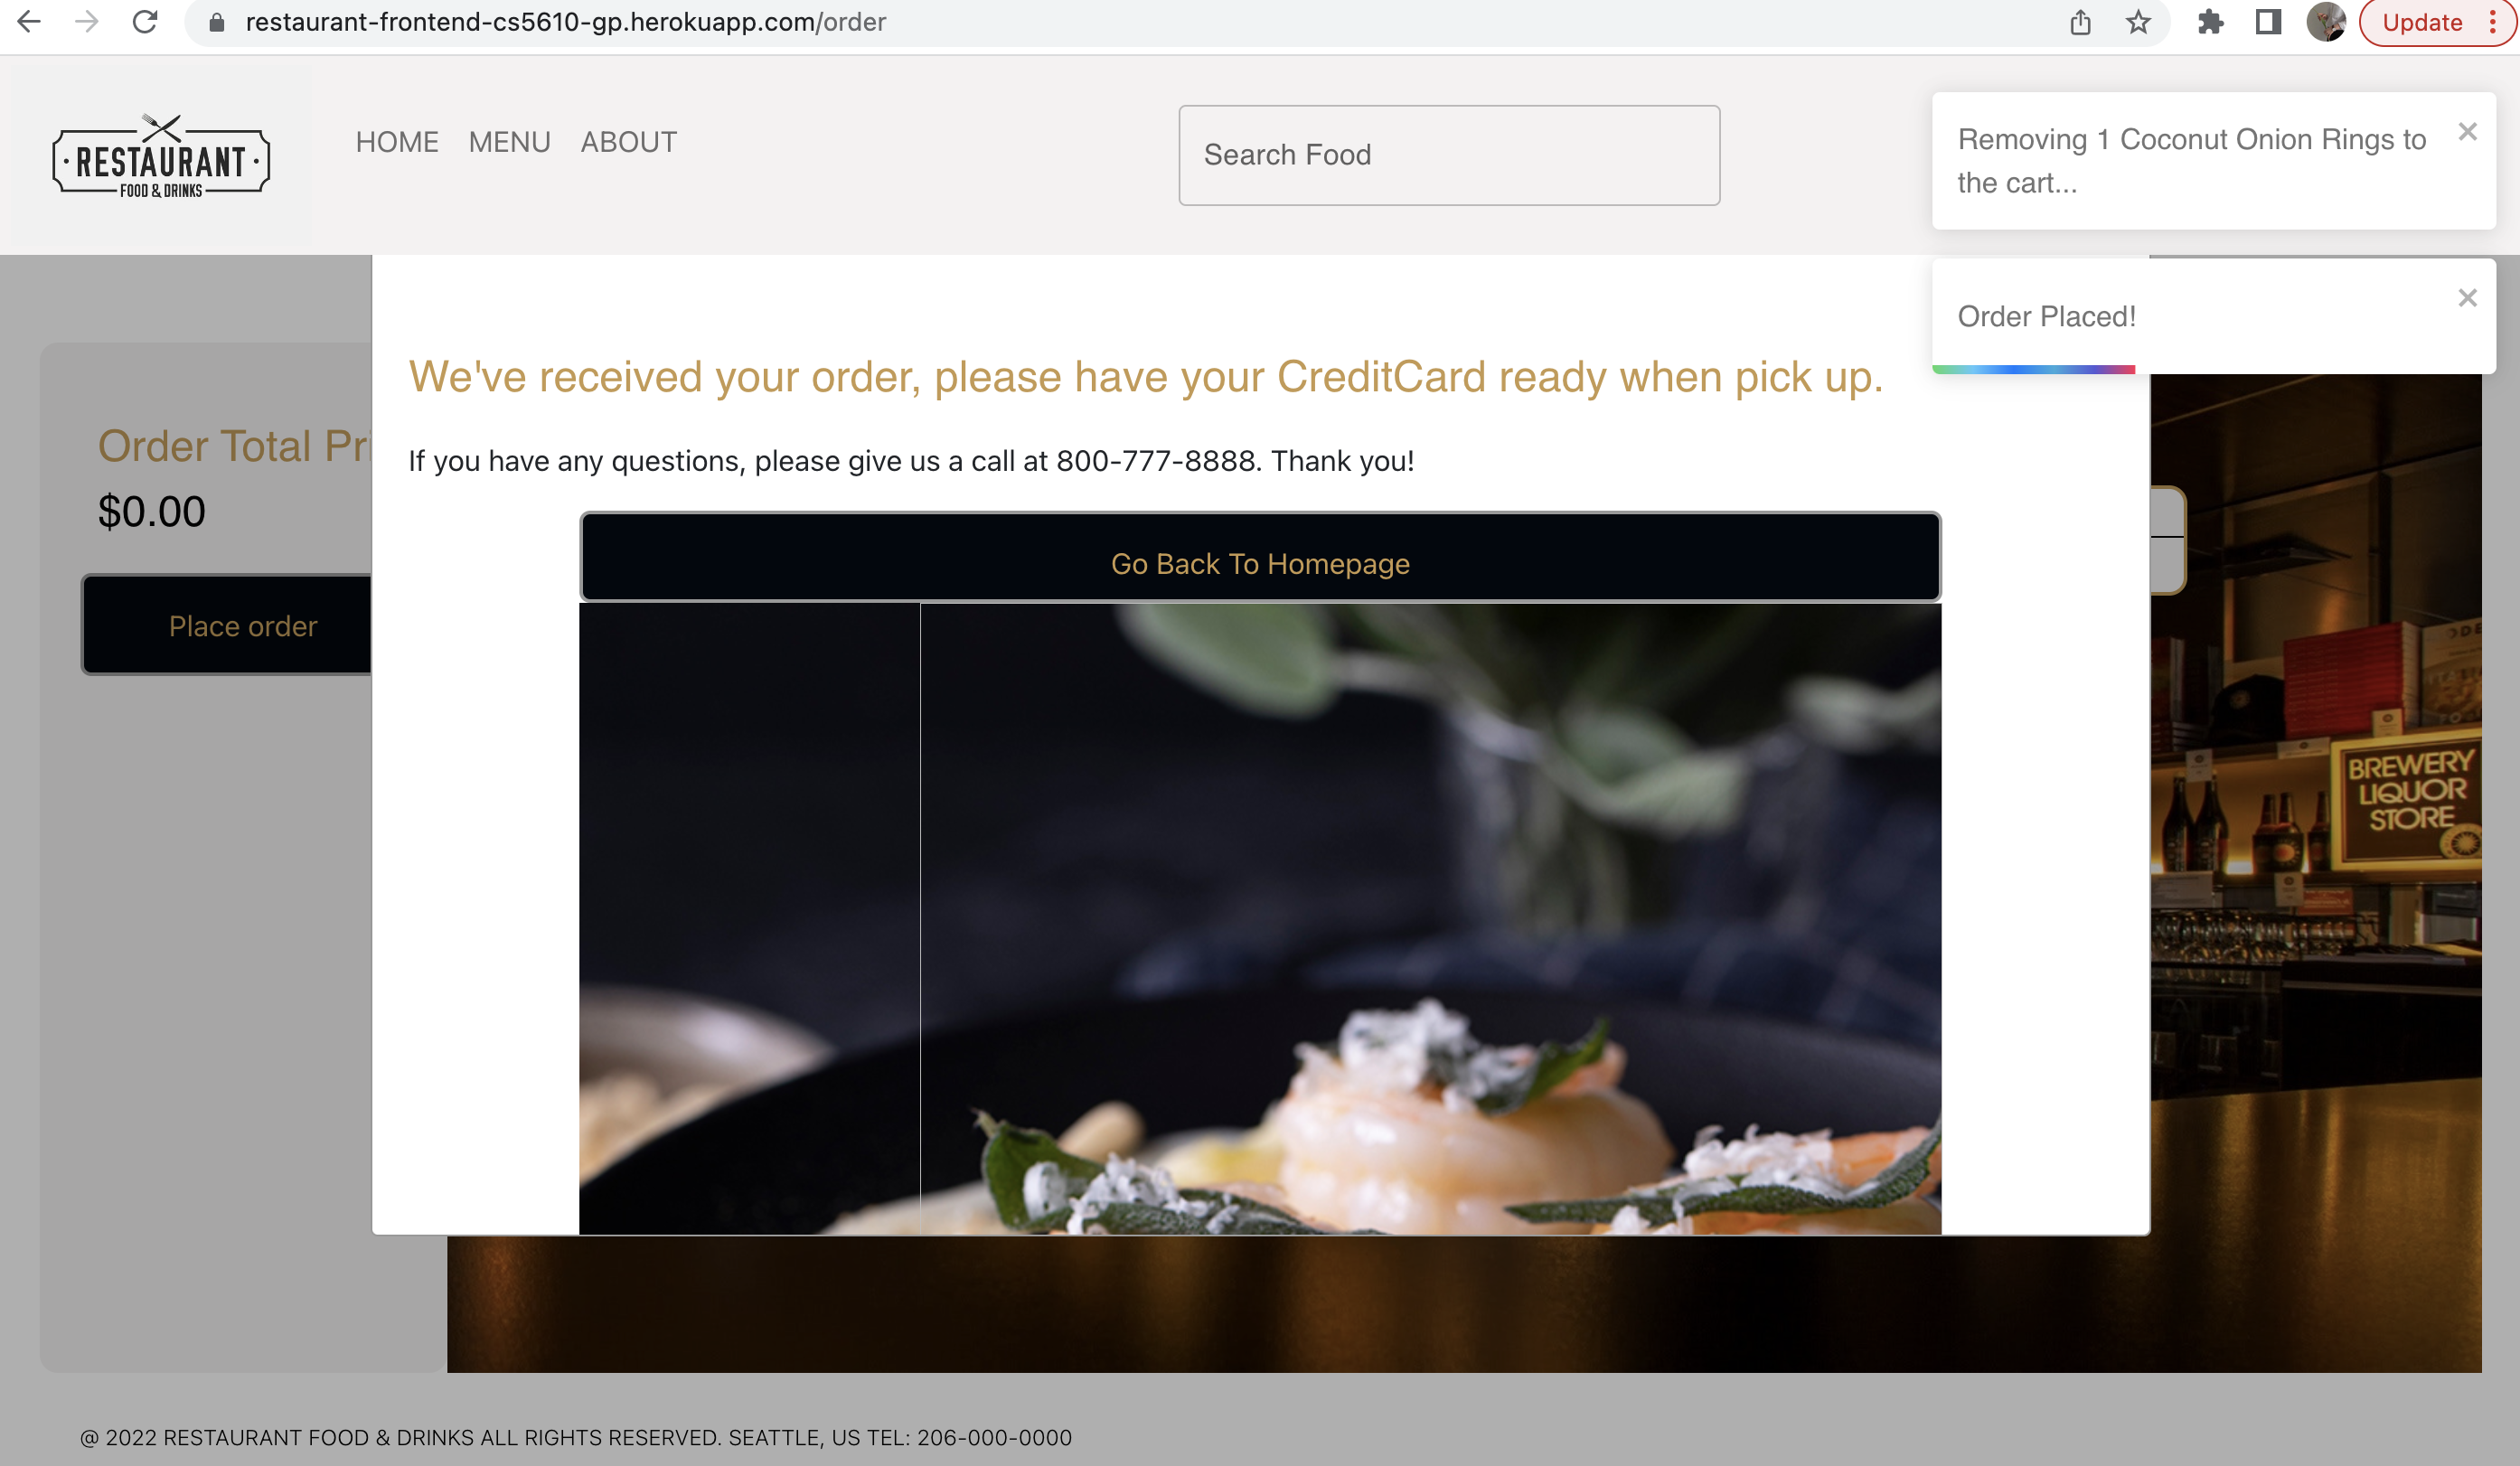 restaurant-frontend-cs5610-gp.herokuapp.com/order
Update
RESTAURANT
FOOD & DRINKS
HOME MENU ABOUT
Search Food
Removing 1 Coconut Onion Rings to
the cart...
Order Placed!
We've received your order, please have your CreditCard ready when pick up.
If you have any questions, please give us a call at 800-777-8888. Thank you!
Go Back To Homepage
Order Total Pri
$0.00
Place order
BREWERY
LIQUOR
STORE
@ 2022 RESTAURANT FOOD & DRINKS ALL RIGHTS RESERVED. SEATTLE, US TEL: 206-000-0000